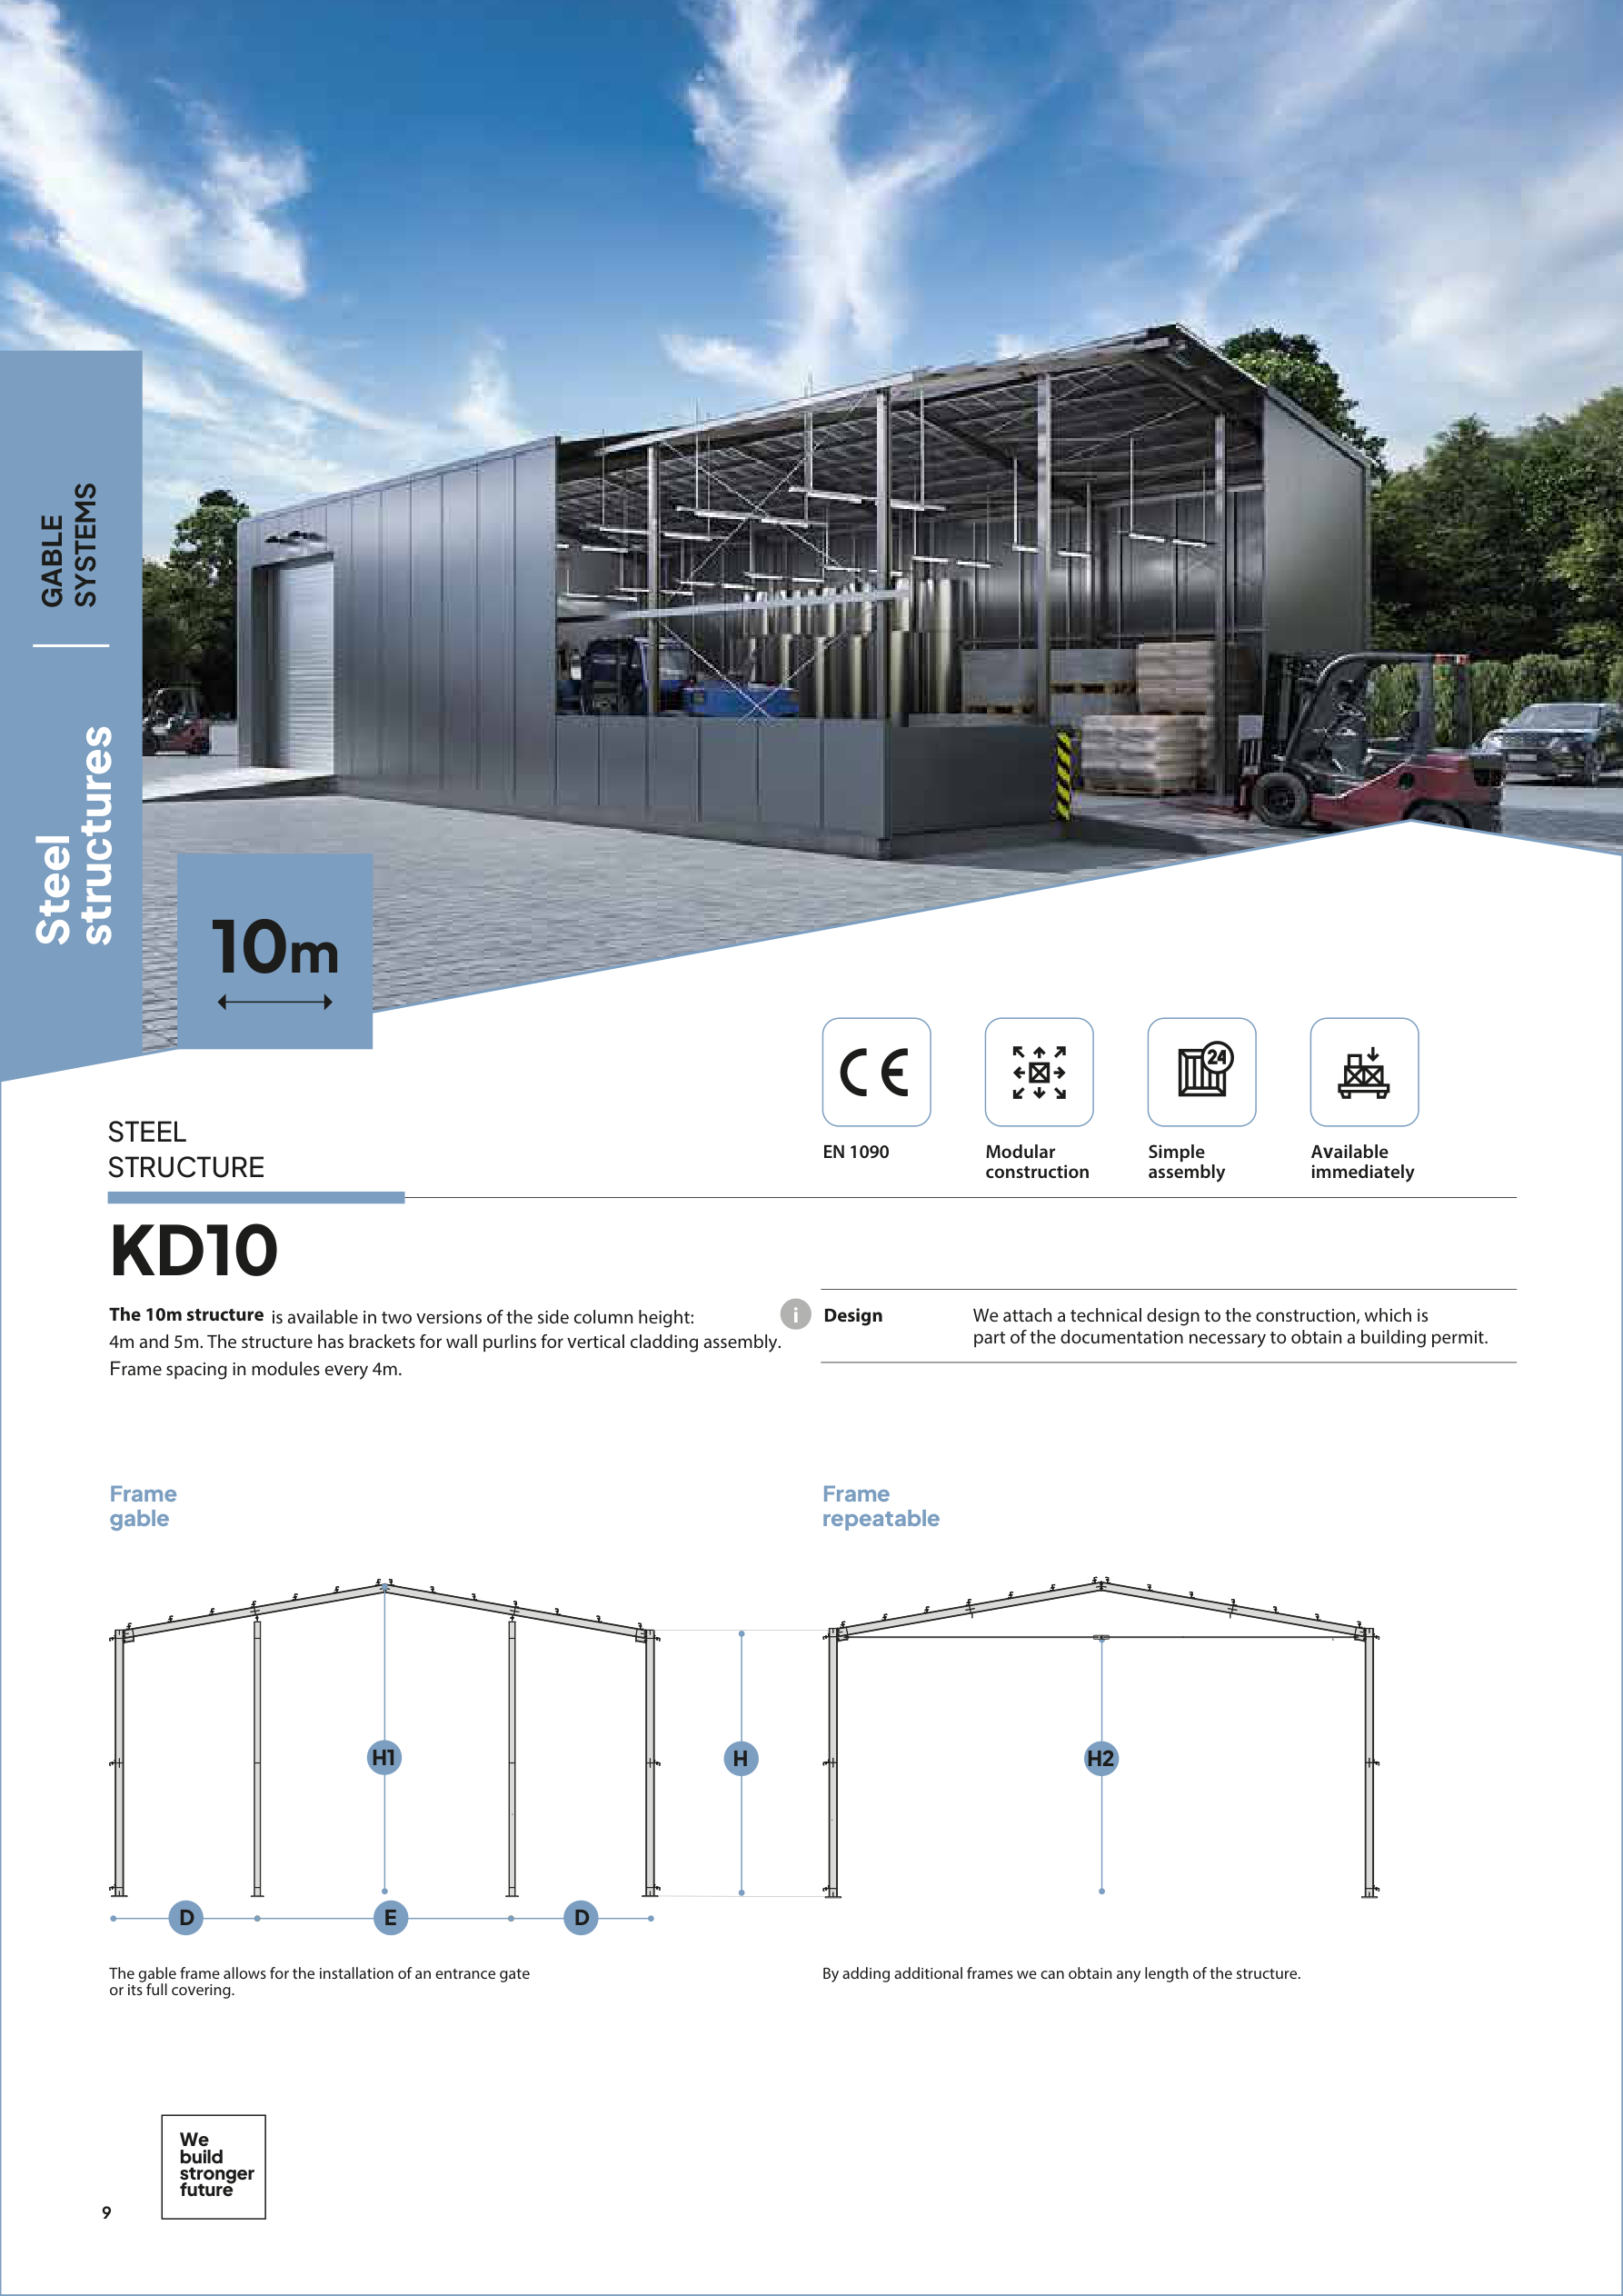 GABLE
SYSTEMS
Steel
structures
10m
24
CE
EN 1090
Modular
construction
Simple
assembly
Available
immediately
STEEL
STRUCTURE
KD10
The 10m structure is available in two versions of the side column height:
4m and 5m. The structure has brackets for wall purlins for vertical cladding assembly.
Frame spacing in modules every 4m.
i
Design
We attach a technical design to the construction, which is
part of the documentation necessary to obtain a building permit.
Frame
gable
Frame
repeatable
H1
H
H2
D
E
D
The gable frame allows for the installation of an entrance gate
or its full covering.
By adding additional frames we can obtain any length of the structure.
We
build
stronger
future
9